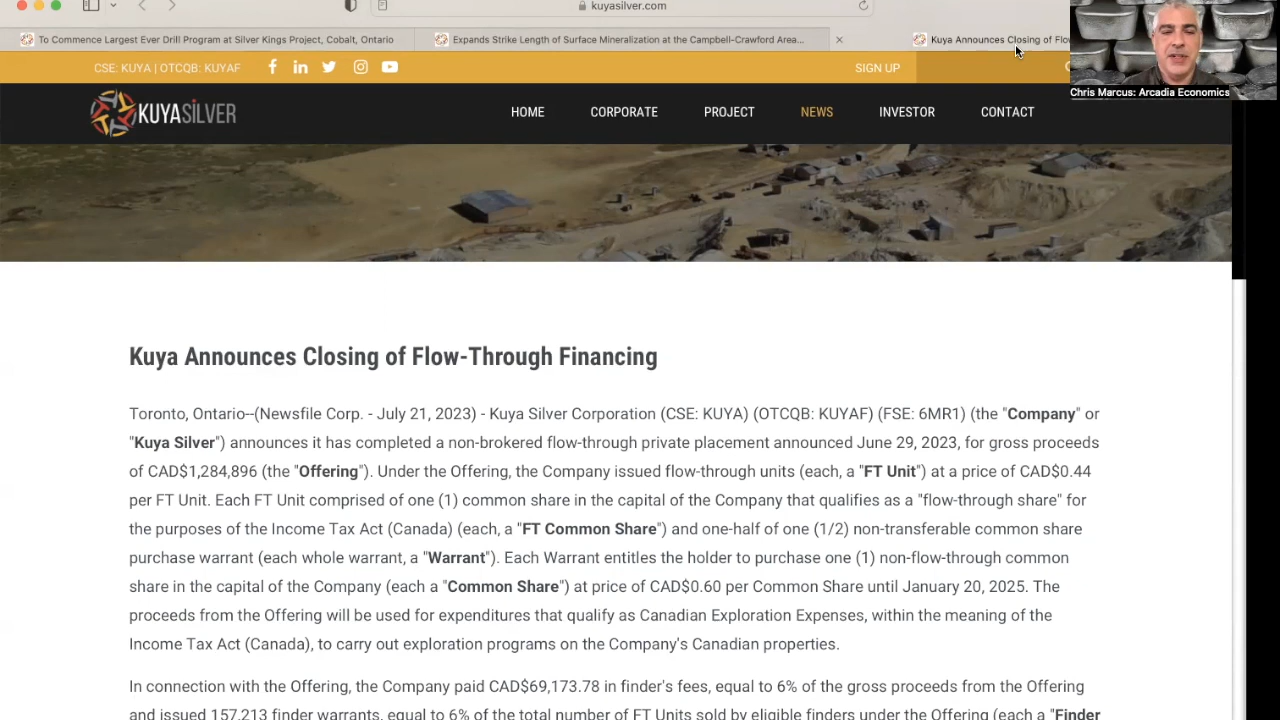 kuyasilver.com
To Commence Largest Ever Drill Program at Silver Kings Project, Cobalt, Ontario
Expands Strike Length of Surface Mineralization at the Campbell-Crawford Area...
Kuya Announces Closing of Flo
CSE: KUYA | OTCQB: KUYAF
SIGN UP
Chris Marcus: Arcadia Economics
KUYASILVER
HOME CORPORATE PROJECT NEWS INVESTOR CONTACT
Kuya Announces Closing of Flow-Through Financing
Toronto, Ontario--(Newsfile Corp. - July 21, 2023) - Kuya Silver Corporation (CSE: KUYA) (OTCQB: KUYAF) (FSE: 6MR1) (the "Company" or
"Kuya Silver") announces it has completed a non-brokered flow-through private placement announced June 29, 2023, for gross proceeds
of CAD$1,284,896 (the "Offering"). Under the Offering, the Company issued flow-through units (each, a "FT Unit") at a price of CAD$0.44
per FT Unit. Each FT Unit comprised of one (1) common share in the capital of the Company that qualifies as a "flow-through share" for
the purposes of the Income Tax Act (Canada) (each, a "FT Common Share") and one-half of one (1/2) non-transferable common share
purchase warrant (each whole warrant, a "Warrant"). Each Warrant entitles the holder to purchase one (1) non-flow-through common
share in the capital of the Company (each a "Common Share") at price of CAD$0.60 per Common Share until January 20, 2025. The
proceeds from the Offering will be used for expenditures that qualify as Canadian Exploration Expenses, within the meaning of the
Income Tax Act (Canada), to carry out exploration programs on the Company's Canadian properties.
In connection with the Offering, the Company paid CAD$69,173.78 in finder's fees, equal to 6% of the gross proceeds from the Offering
and issued 157,213 finder warrants, equal to 6% of the total number of FT Units sold by eligible finders under the Offering (each a "Finder